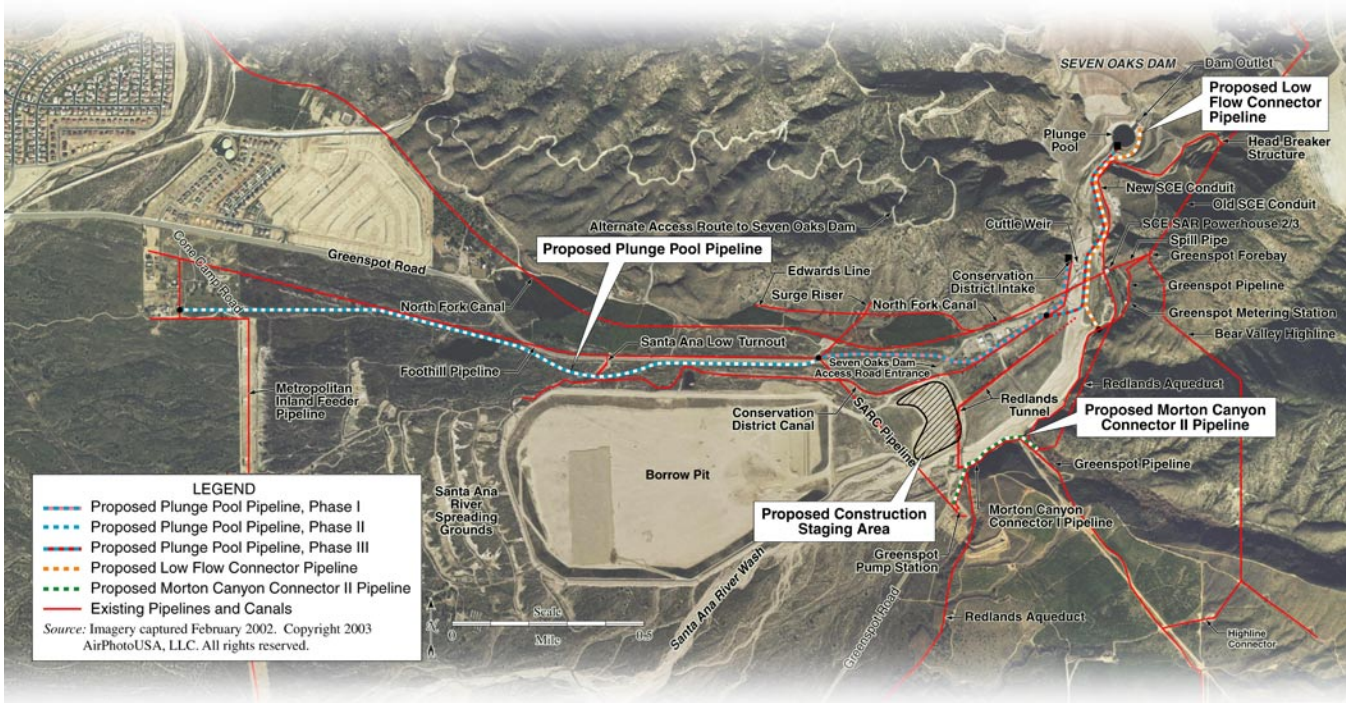 SEVEN OAKS DAM
Dam Outlet
Proposed Low
Flow Connector
Pipeline
Plunge
Pool
Head Breaker
Structure
New SCE Conduit
Old SCE Conduit
Alternate Access Route to Seven Oaks Dam
Cuttle Weir
SCE SAR Powerhouse 2/3
Spill Pipe
Greenspot Forebay
Proposed Plunge Pool Pipeline
Cone Camp Road
Greenspot Road
Edwards Line
Conservation
District Intake
Greenspot Pipeline
Surge Riser
North Fork Canal
North Fork Canal
Greenspot Metering Station
Bear Valley Highline
Santa Ana Low Turnout
Foothill Pipeline
Seven Oaks Dam
Access Road Entrance
Metropolitan
Inland Feeder
Pipeline
Redlands Aqueduct
Redlands
Tunnel
Conservation
District Canal
SARC Pipeline
Proposed Morton Canyon
Connector II Pipeline
Greenspot Pipeline
Borrow Pit
Santa Ana
River
Spreading
Grounds
Proposed Construction
Staging Area
Morton Canyon
Connector I Pipeline
Greenspot
Pump Station
Santa Ana River Wash
Greenspot Road
Redlands Aqueduct
Highline
Connector
LEGEND
Proposed Plunge Pool Pipeline, Phase I
Proposed Plunge Pool Pipeline, Phase II
Proposed Plunge Pool Pipeline, Phase III
Proposed Low Flow Connector Pipeline
Proposed Morton Canyon Connector II Pipeline
Existing Pipelines and Canals
Source: Imagery captured February 2002. Copyright 2003
AirPhotoUSA, LLC. All rights reserved.
N
Scale
0 0.5
Mile